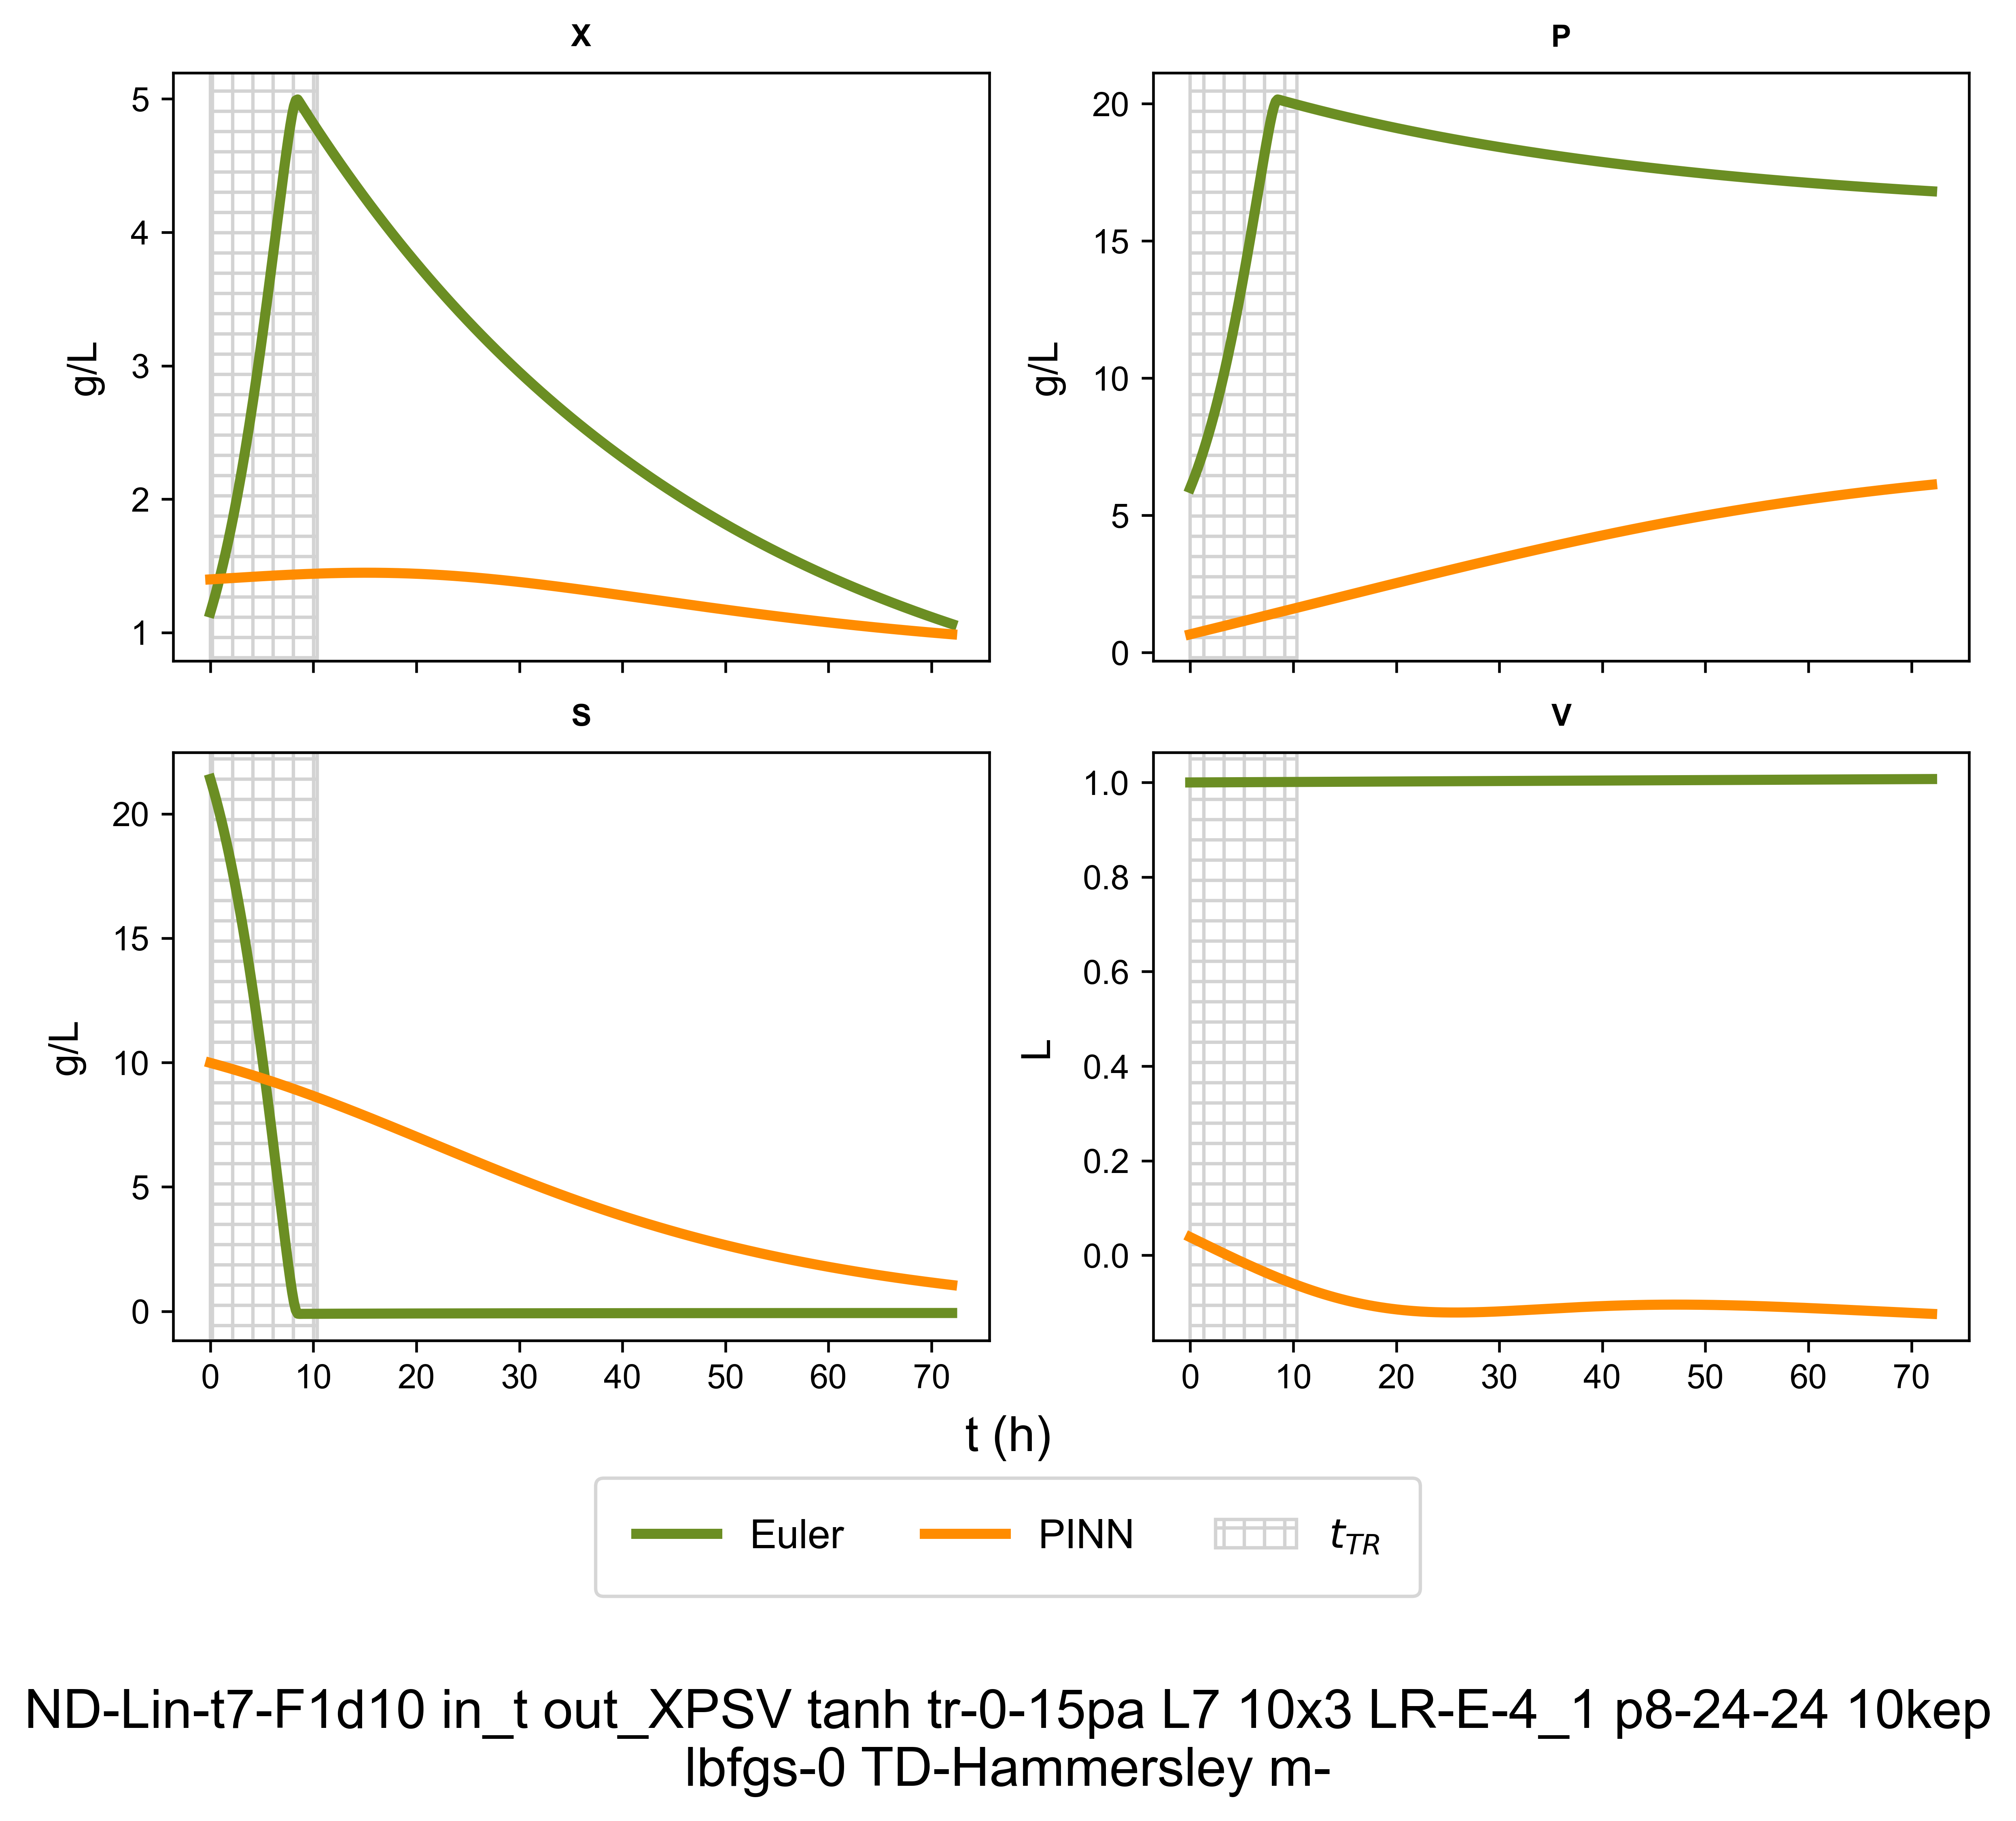 X
P
5
4
3
2
1
g/L
20
15
10
5
0
g/L
S
V
20
15
10
5
0
g/L
1.0
0.8
0.6
0.4
0.2
0.0
L
0 10 20 30 40 50 60 70
0 10 20 30 40 50 60 70
t (h)
Euler PINN t_TR
ND-Lin-t7-F1d10 in_t out_XPSV tanh tr-0-15pa L7 10x3 LR-E-4_1 p8-24-24 10kep
lbfgs-0 TD-Hammersley m-